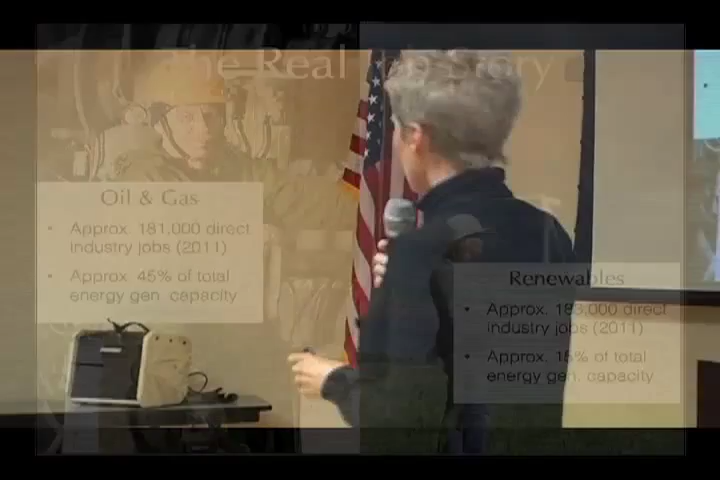 The Real Job Story
Oil & Gas
• Approx. 181,000 direct
industry jobs (2011)
• Approx. 45% of total
energy gen. capacity
Renewables
• Approx. 183,000 direct
industry jobs (2011)
• Approx. 15% of total
energy gen. capacity